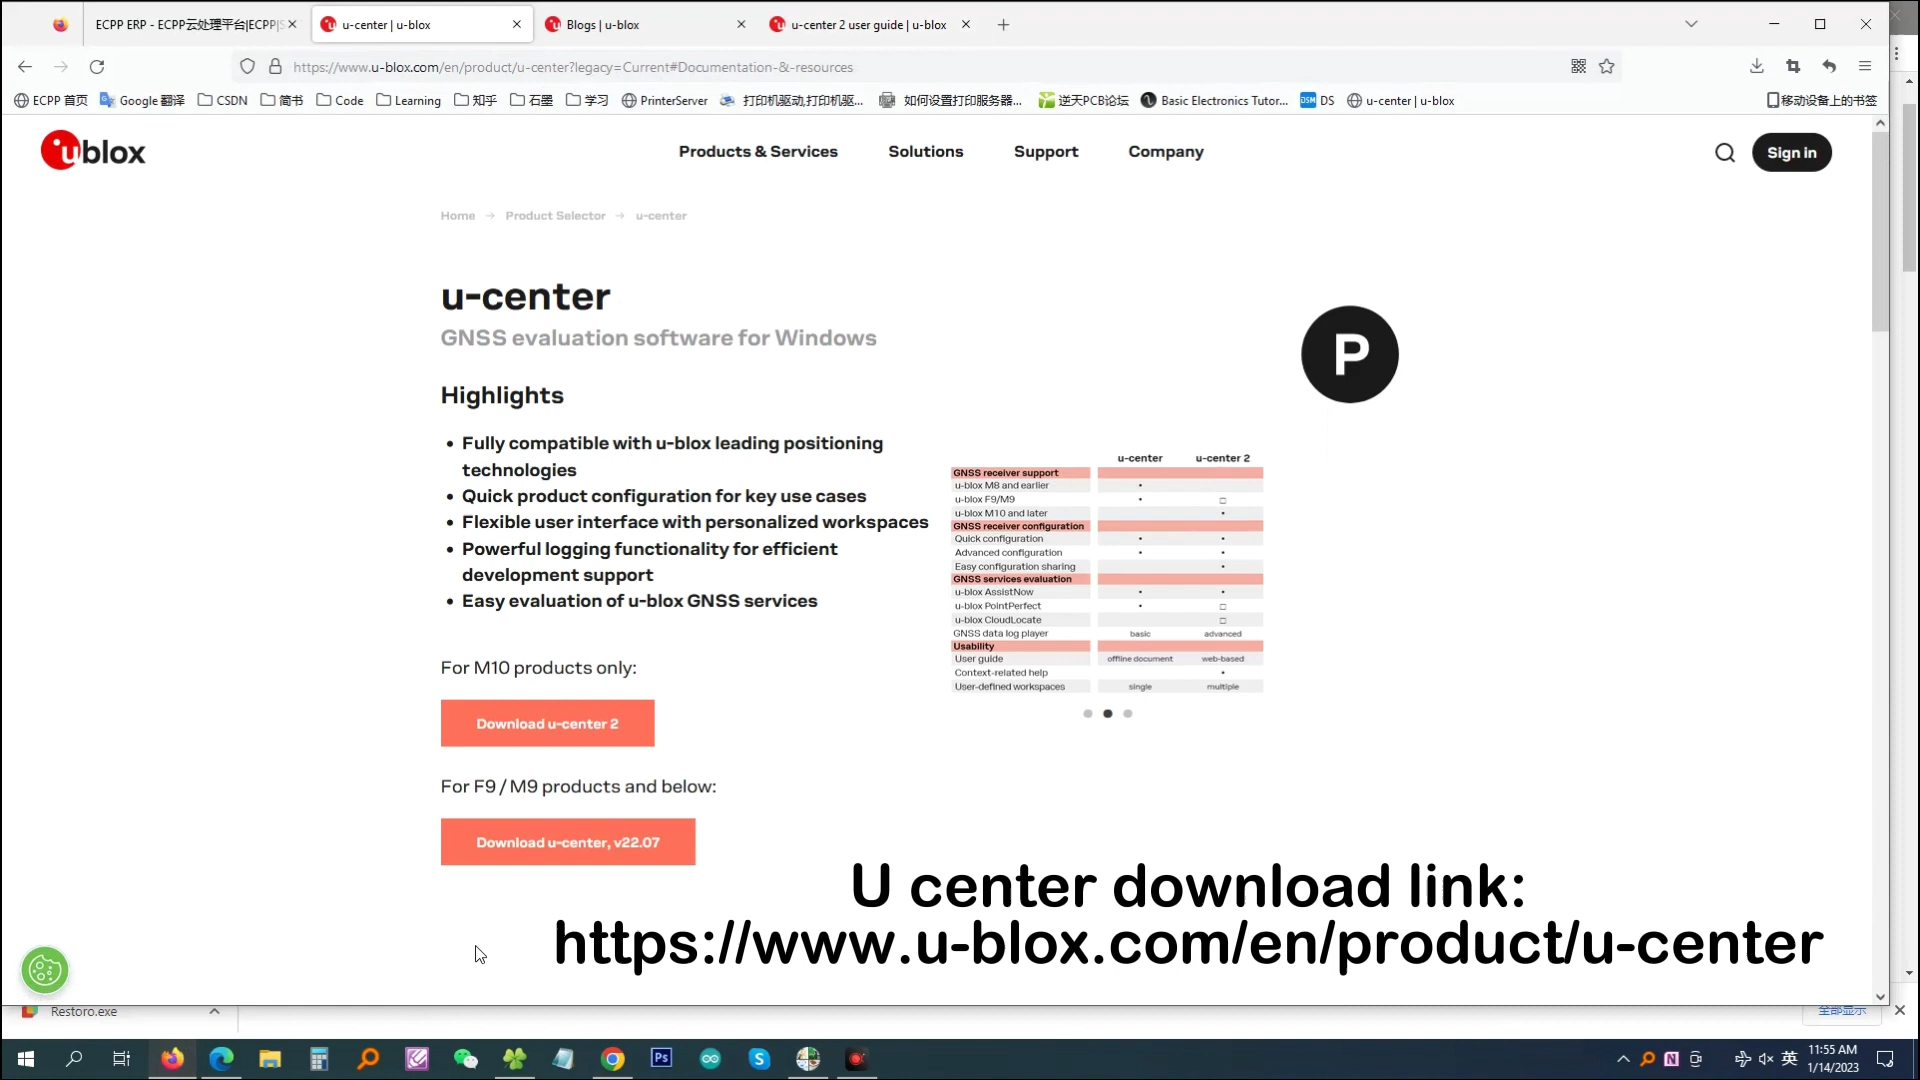 ECPP ERP - ECPP云处理平台|ECPP|S
u-center | u-blox
Blogs | u-blox
u-center 2 user guide | u-blox
https://www.u-blox.com/en/product/u-center?legacy=Current#Documentation-&-resources
ECPP 首页
Google 翻译
CSDN
简书
Code
Learning
知乎
石墨
学习
PrinterServer
打印机驱动,打印机驱...
如何设置打印服务器...
逆天PCB论坛
Basic Electronics Tutor...
DSM DS
u-center | u-blox
移动设备上的书签
ublox
Products & Services
Solutions
Support
Company
Sign in
Home → Product Selector → u-center
u-center
GNSS evaluation software for Windows
P
Highlights
• Fully compatible with u-blox leading positioning
technologies
• Quick product configuration for key use cases
• Flexible user interface with personalized workspaces
• Powerful logging functionality for efficient
development support
• Easy evaluation of u-blox GNSS services
u-center u-center 2
GNSS receiver support
u-blox M8 and earlier •
u-blox F9/M9 • □
u-blox M10 and later •
GNSS receiver configuration
Quick configuration • •
Advanced configuration • •
Easy configuration sharing •
GNSS services evaluation
u-blox AssistNow • •
u-blox PointPerfect • □
u-blox CloudLocate □
GNSS data log player basic advanced
Usability
User guide offline document web-based
Context-related help •
User-defined workspaces single multiple
For M10 products only:
Download u-center 2
For F9 / M9 products and below:
Download u-center, v22.07
U center download link:
https://www.u-blox.com/en/product/u-center
Restoro.exe
全部显示
Ps
S
N
英
11:55 AM
1/14/2023